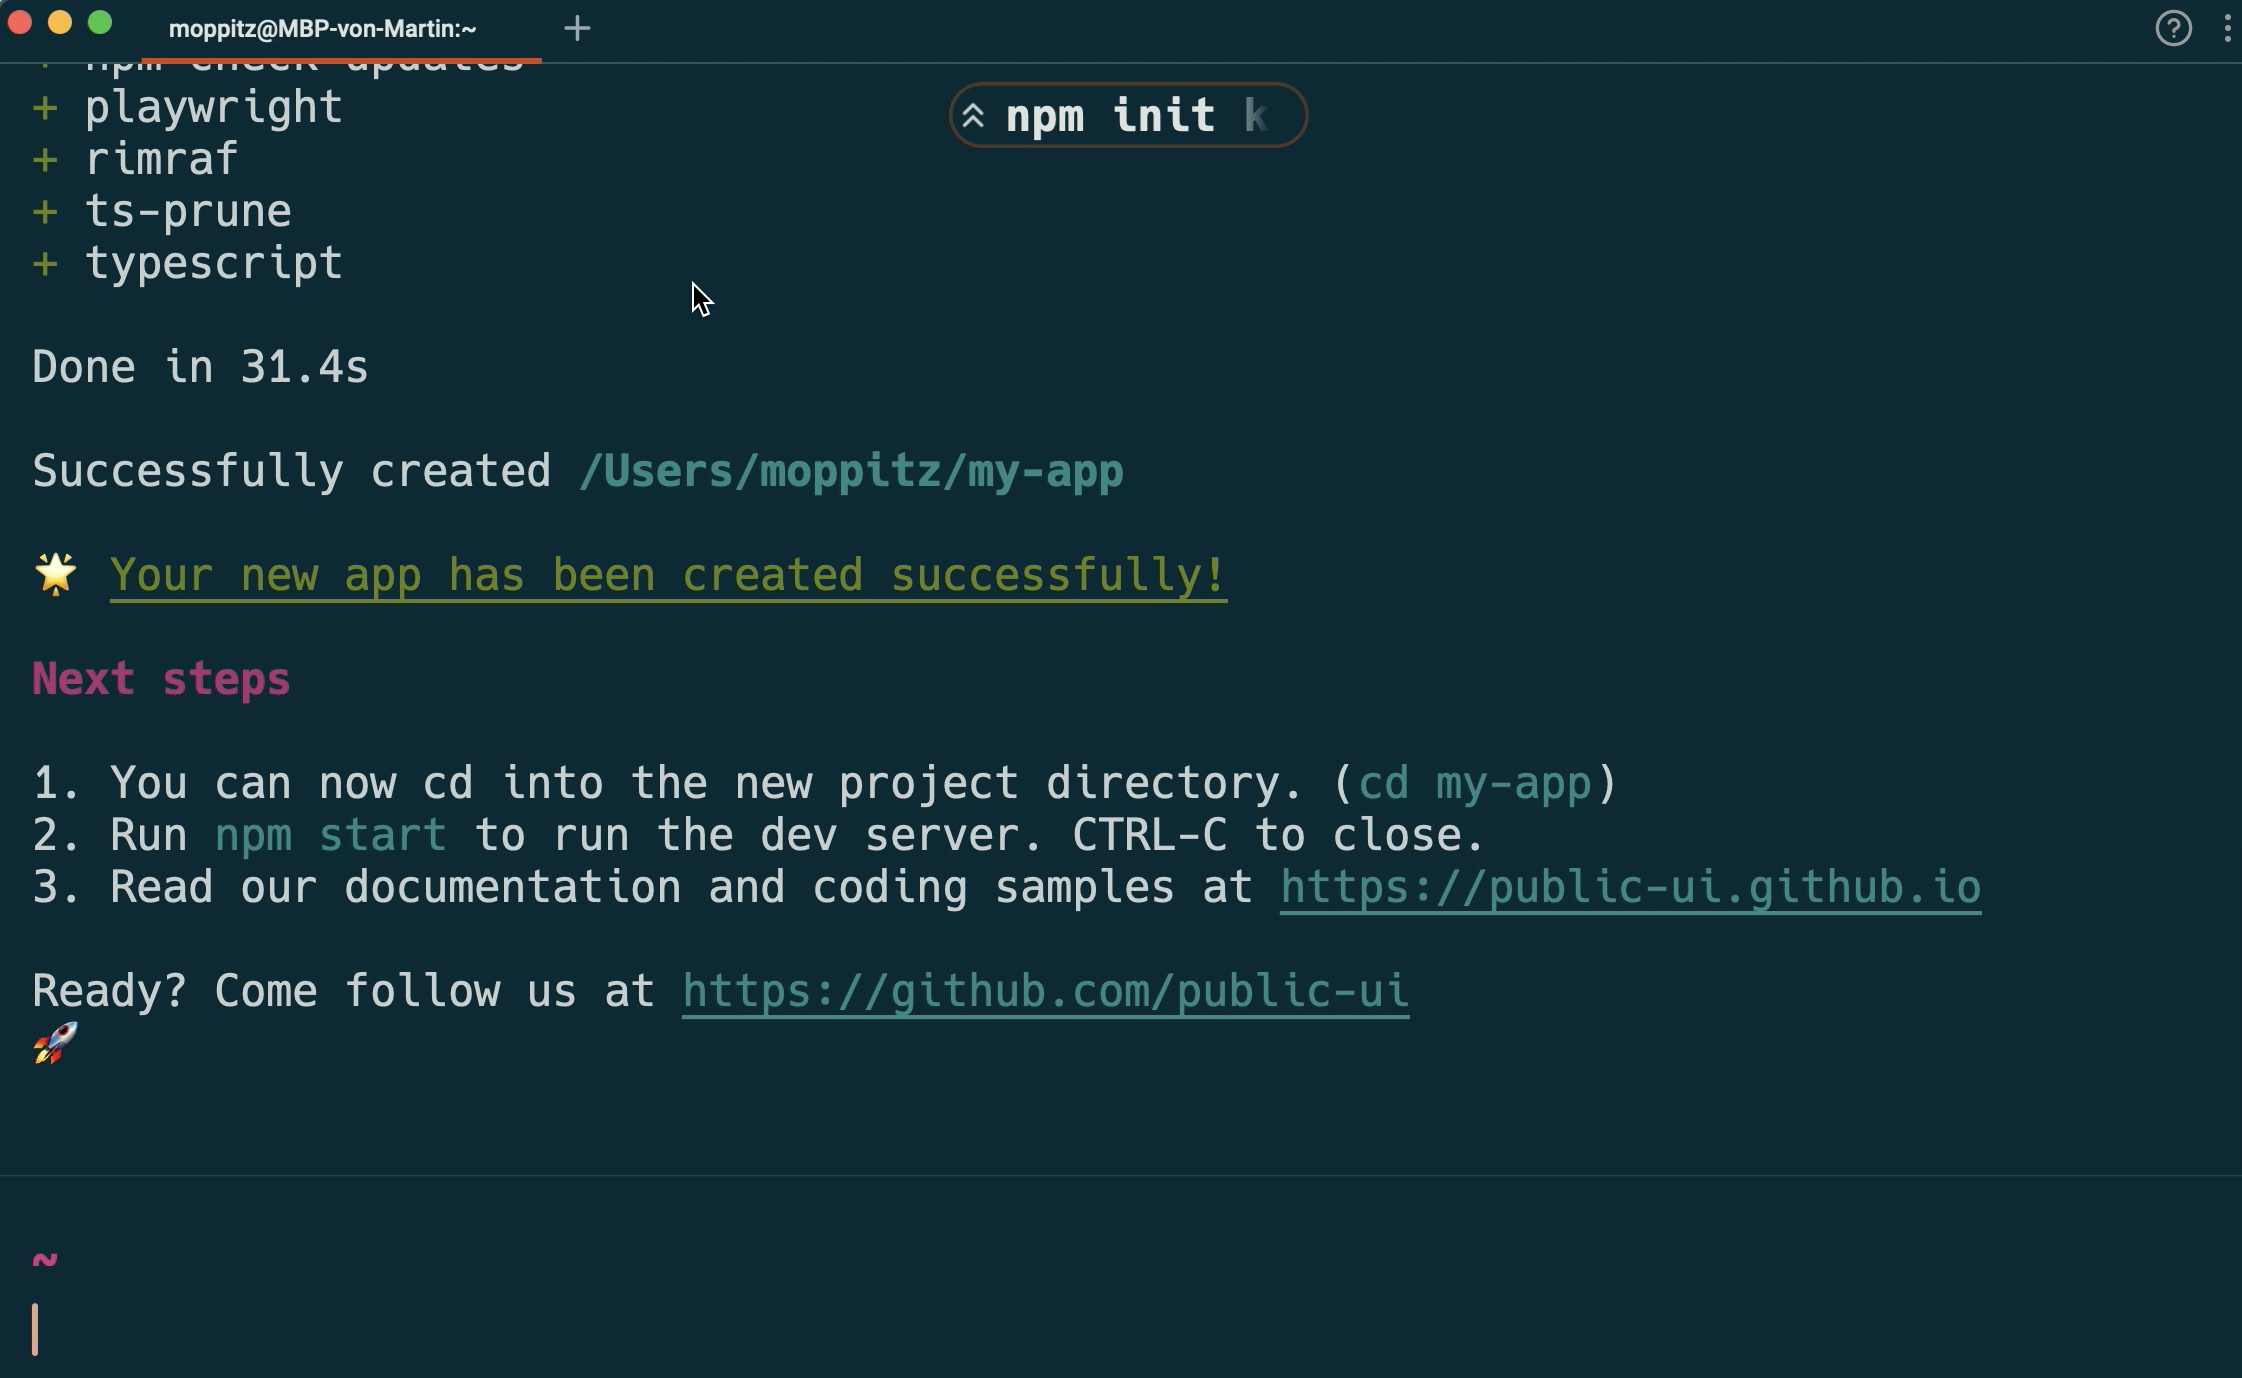 moppitz@MBP-von-Martin:~
npm init k
+ npm-check-updates
+ playwright
+ rimraf
+ ts-prune
+ typescript
Done in 31.4s
Successfully created /Users/moppitz/my-app
🌟 Your new app has been created successfully!
Next steps
1. You can now cd into the new project directory. (cd my-app)
2. Run npm start to run the dev server. CTRL-C to close.
3. Read our documentation and coding samples at https://public-ui.github.io
Ready? Come follow us at https://github.com/public-ui
🚀
~